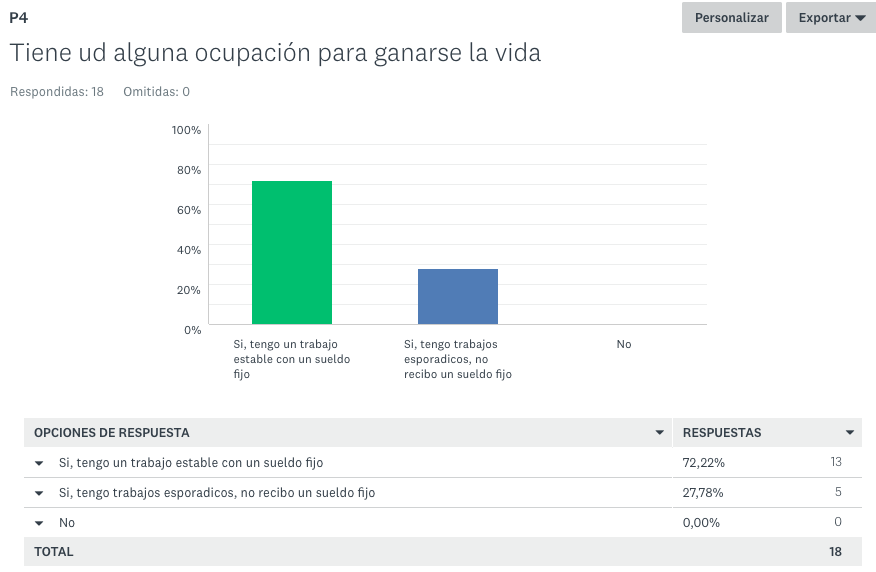 P4
Personalizar
Exportar
Tiene ud alguna ocupación para ganarse la vida
Respondidas: 18 Omitidas: 0
100%
80%
60%
40%
20%
0%
Si, tengo un trabajo
estable con un sueldo
fijo
Si, tengo trabajos
esporadicos, no
recibo un sueldo fijo
No
OPCIONES DE RESPUESTA RESPUESTAS
Si, tengo un trabajo estable con un sueldo fijo 72,22% 13
Si, tengo trabajos esporadicos, no recibo un sueldo fijo 27,78% 5
No 0,00% 0
TOTAL 18